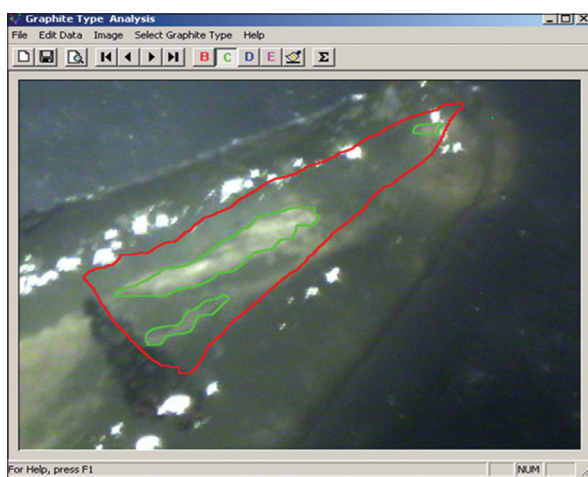 Graphite Type Analysis
File Edit Data Image Select Graphite Type Help
B C D E Σ
For Help, press F1 NUM